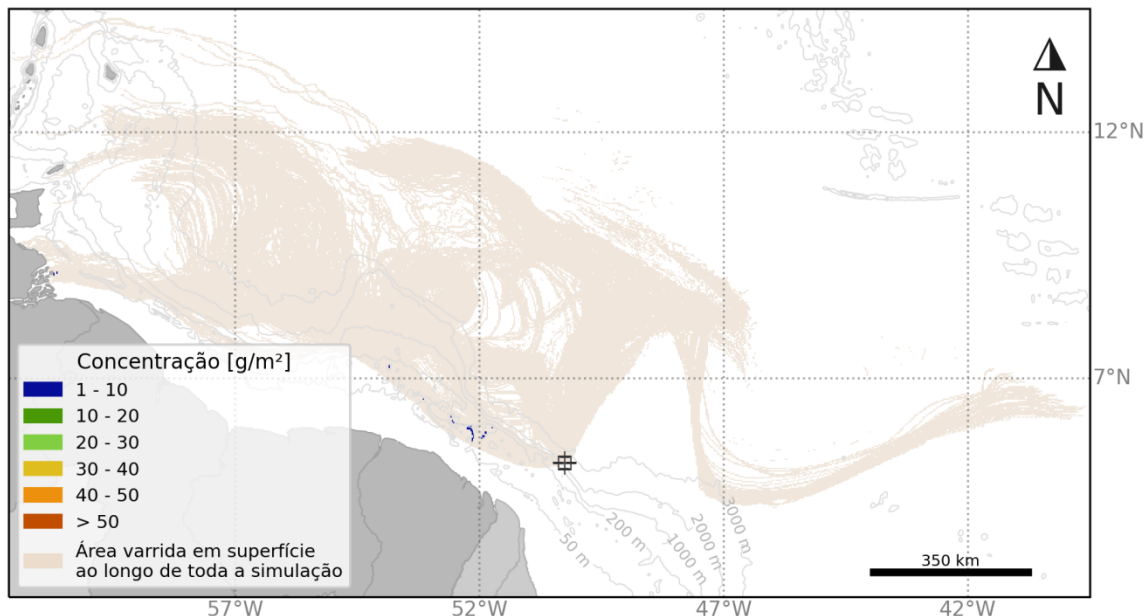 N
12°N
7°N
Concentração [g/m²]
1 - 10
10 - 20
20 - 30
30 - 40
40 - 50
> 50
Área varrida em superfície
ao longo de toda a simulação
50 m
200 m
1000 m
2000 m
3000 m
350 km
57°W
52°W
47°W
42°W